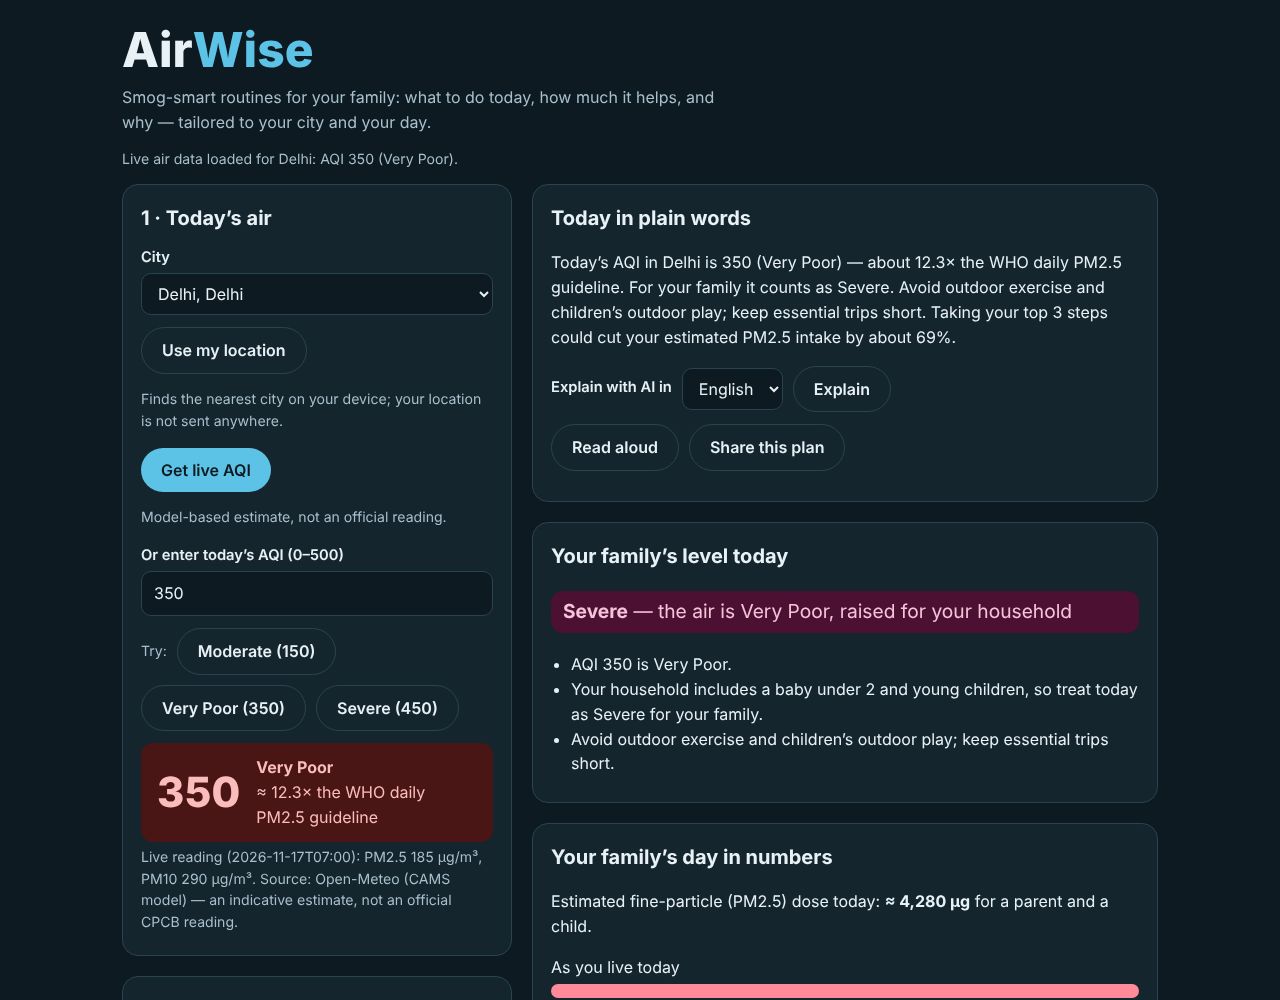 AirWise
Smog-smart routines for your family: what to do today, how much it helps, and
why — tailored to your city and your day.
Live air data loaded for Delhi: AQI 350 (Very Poor).
1 · Today’s air
City
Delhi, Delhi
Use my location
Finds the nearest city on your device; your location
is not sent anywhere.
Get live AQI
Model-based estimate, not an official reading.
Or enter today’s AQI (0–500)
350
Try: Moderate (150)
Very Poor (350) Severe (450)
350
Very Poor
≈ 12.3× the WHO daily
PM2.5 guideline
Live reading (2026-11-17T07:00): PM2.5 185 µg/m³,
PM10 290 µg/m³. Source: Open-Meteo (CAMS
model) — an indicative estimate, not an official
CPCB reading.
Today in plain words
Today’s AQI in Delhi is 350 (Very Poor) — about 12.3× the WHO daily PM2.5
guideline. For your family it counts as Severe. Avoid outdoor exercise and
children’s outdoor play; keep essential trips short. Taking your top 3 steps
could cut your estimated PM2.5 intake by about 69%.
Explain with AI in English Explain
Read aloud Share this plan
Your family’s level today
Severe — the air is Very Poor, raised for your household
• AQI 350 is Very Poor.
• Your household includes a baby under 2 and young children, so treat today
as Severe for your family.
• Avoid outdoor exercise and children’s outdoor play; keep essential trips
short.
Your family’s day in numbers
Estimated fine-particle (PM2.5) dose today: ≈ 4,280 µg for a parent and a
child.
As you live today